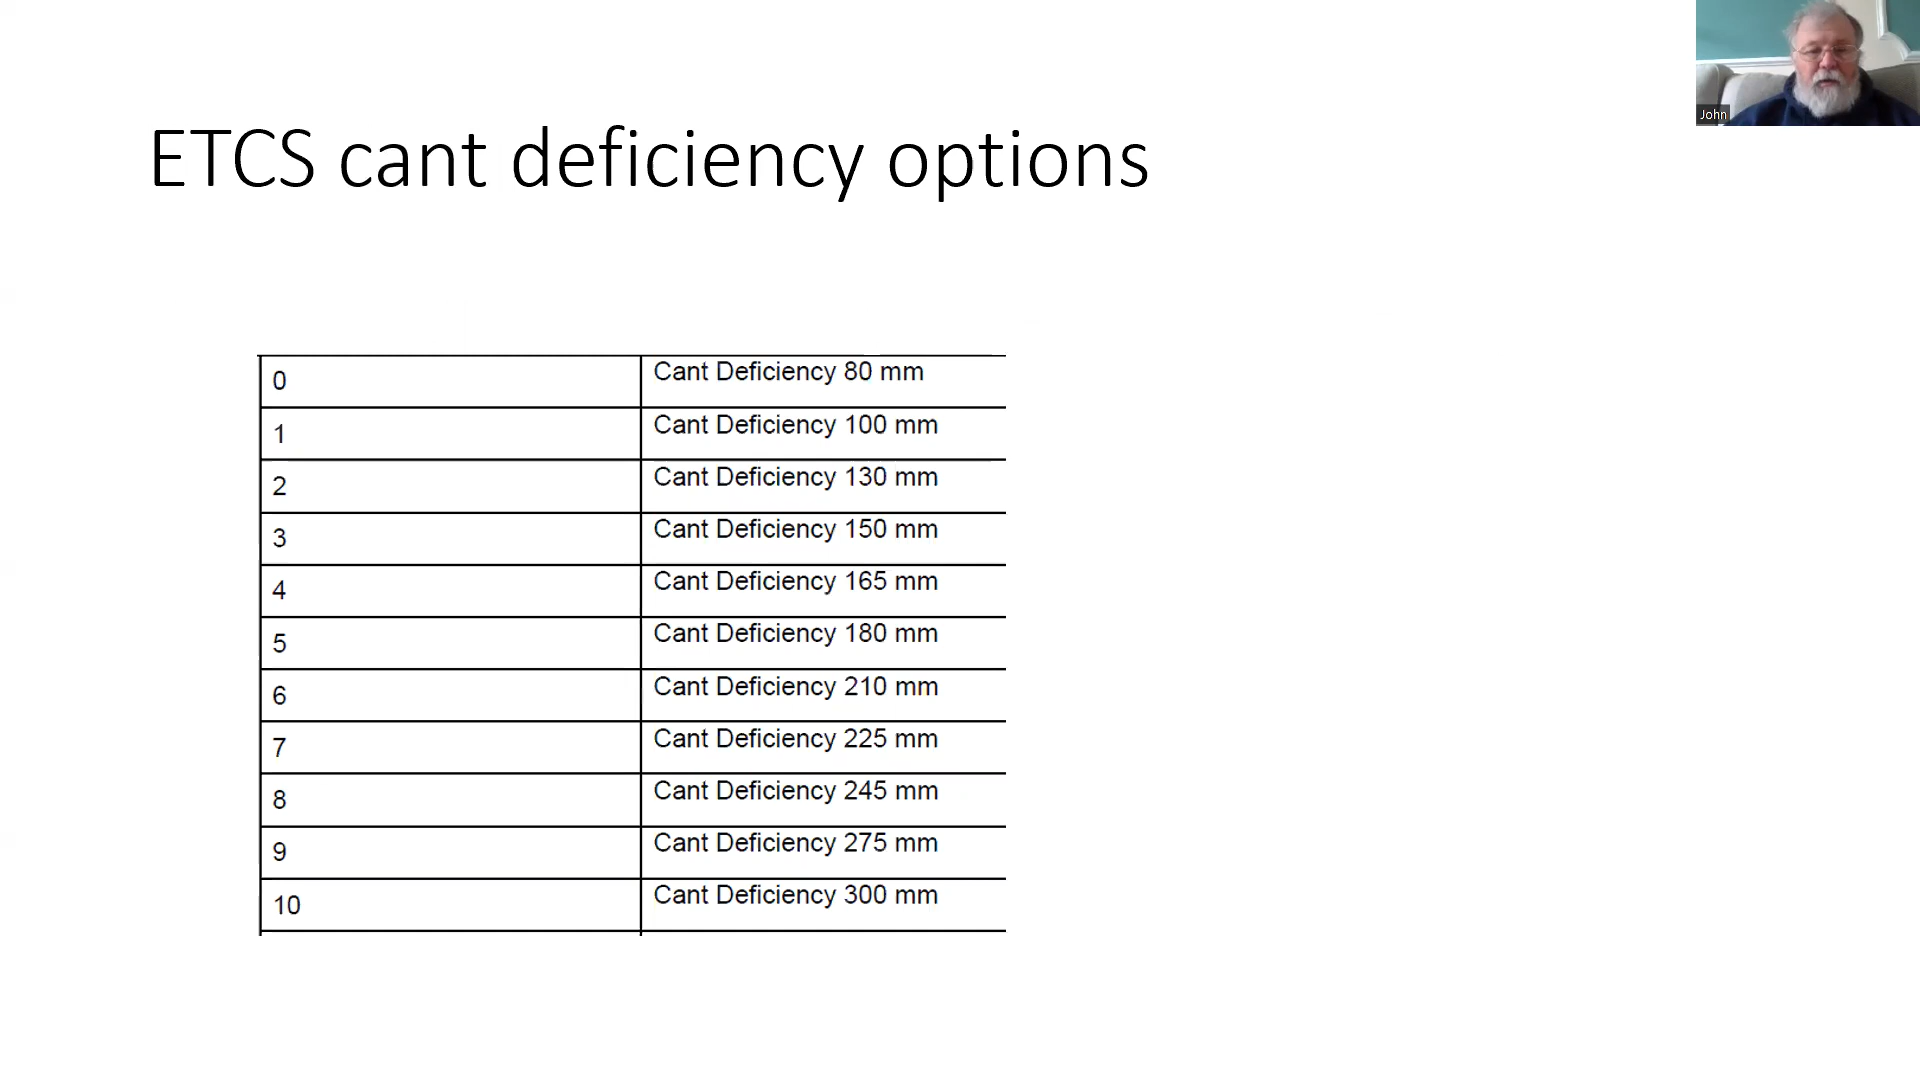 John
ETCS cant deficiency options
0 Cant Deficiency 80 mm
1 Cant Deficiency 100 mm
2 Cant Deficiency 130 mm
3 Cant Deficiency 150 mm
4 Cant Deficiency 165 mm
5 Cant Deficiency 180 mm
6 Cant Deficiency 210 mm
7 Cant Deficiency 225 mm
8 Cant Deficiency 245 mm
9 Cant Deficiency 275 mm
10 Cant Deficiency 300 mm